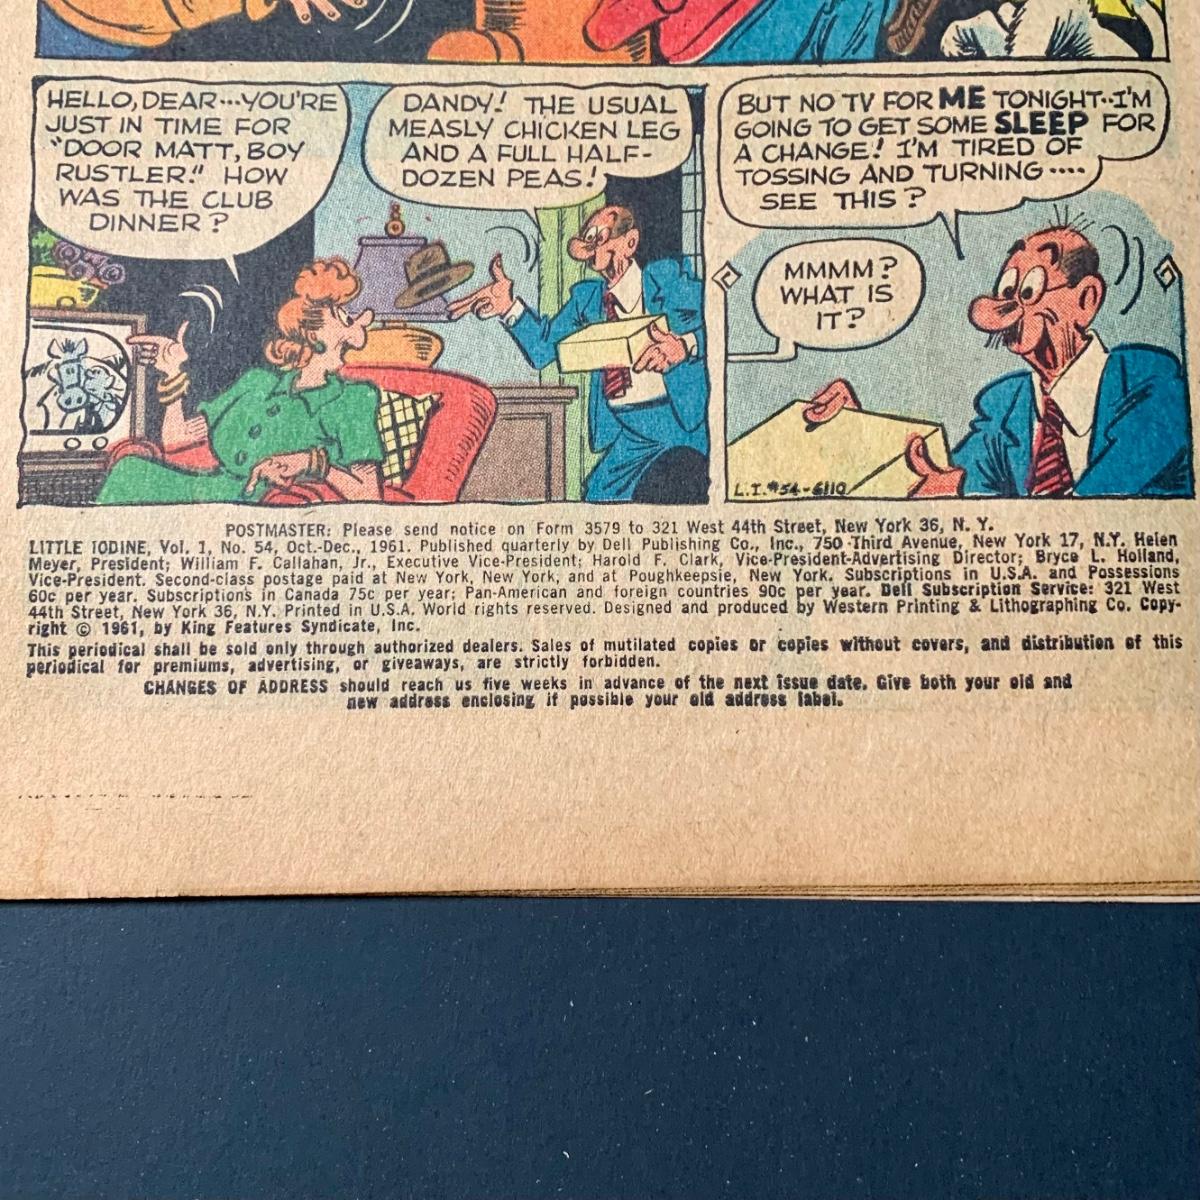 HELLO, DEAR...YOU'RE
JUST IN TIME FOR
"DOOR MATT, BOY
RUSTLER." HOW
WAS THE CLUB
DINNER?
DANDY! THE USUAL
MEASLY CHICKEN LEG
AND A FULL HALF-
DOZEN PEAS!
BUT NO TV FOR ME TONIGHT..I'M
GOING TO GET SOME SLEEP FOR
A CHANGE! I'M TIRED OF
TOSSING AND TURNING....
SEE THIS?
MMMM?
WHAT IS
IT?
L.I.#54-6110
POSTMASTER: Please send notice on Form 3579 to 321 West 44th Street, New York 36, N. Y.
LITTLE IODINE, Vol. 1, No. 54, Oct.-Dec., 1961. Published quarterly by Dell Publishing Co., Inc., 750 Third Avenue, New York 17, N.Y. Helen
Meyer, President; William F. Callahan, Jr., Executive Vice-President; Harold F. Clark, Vice-President-Advertising Director; Bryce L. Holland,
Vice-President. Second-class postage paid at New York, New York, and at Poughkeepsie, New York. Subscriptions in U.S.A. and Possessions
60c per year. Subscriptions in Canada 75c per year; Pan-American and foreign countries 90c per year. Dell Subscription Service: 321 West
44th Street, New York 36, N.Y. Printed in U.S.A. World rights reserved. Designed and produced by Western Printing & Lithographing Co. Copy-
right © 1961, by King Features Syndicate, Inc.
This periodical shall be sold only through authorized dealers. Sales of mutilated copies or copies without covers, and distribution of this
periodical for premiums, advertising, or giveaways, are strictly forbidden.
CHANGES OF ADDRESS should reach us five weeks in advance of the next issue date. Give both your old and
new address enclosing if possible your old address label.